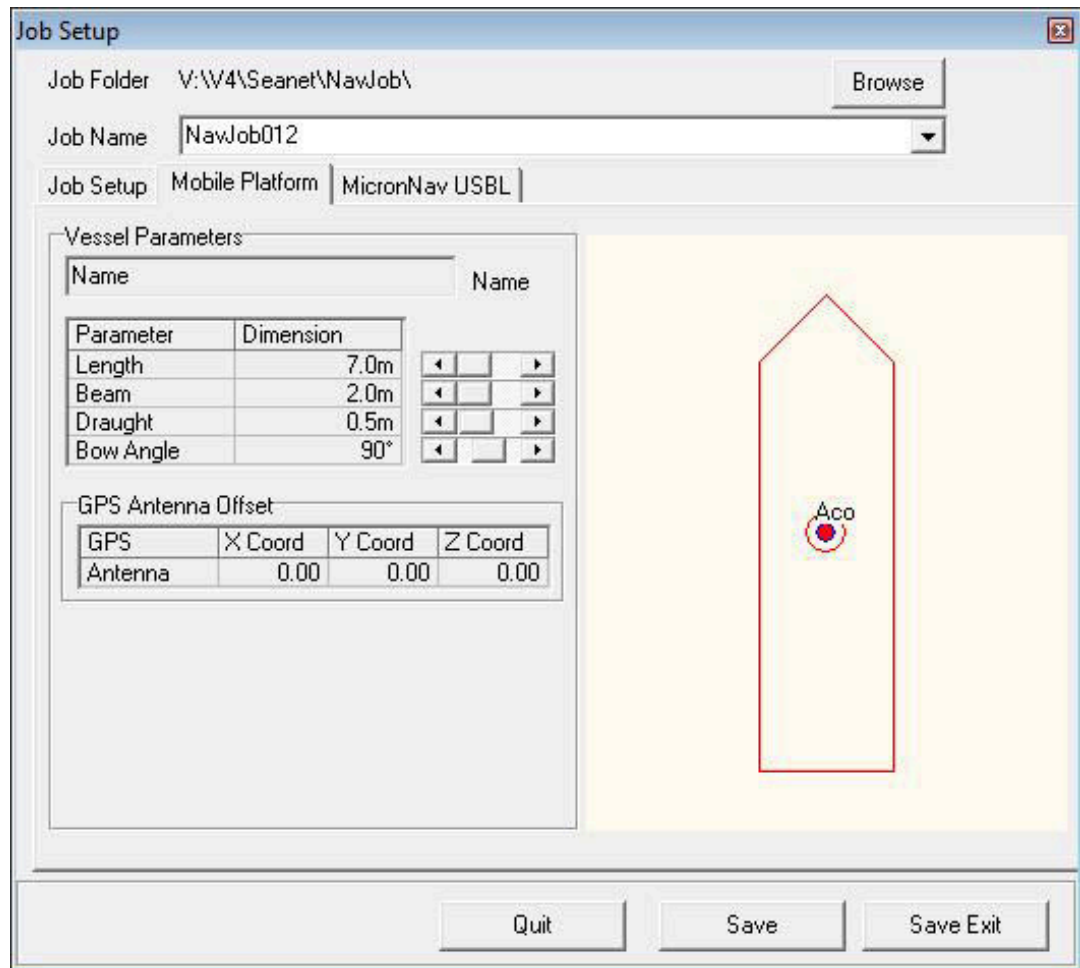 Job Setup
Job Folder V:\V4\Seanet\NavJob\ Browse
Job Name NavJob012
Job Setup Mobile Platform MicronNav USBL
Vessel Parameters
Name Name
Parameter Dimension
Length 7.0m
Beam 2.0m
Draught 0.5m
Bow Angle 90°
GPS Antenna Offset
GPS X Coord Y Coord Z Coord
Antenna 0.00 0.00 0.00
Aco
Quit Save Save Exit